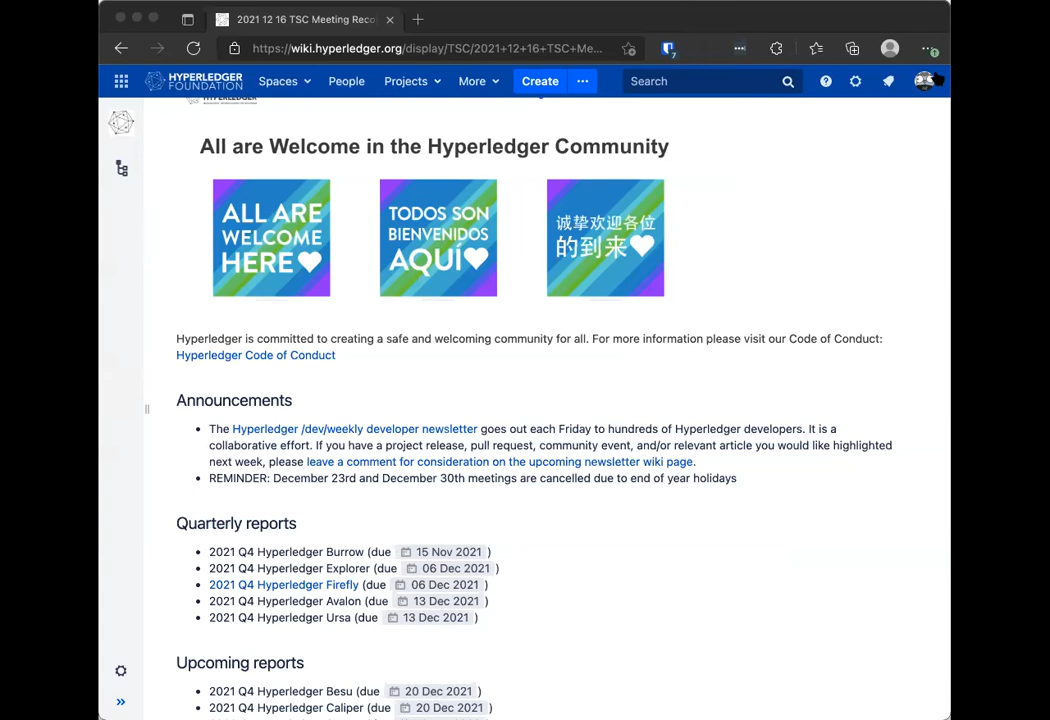 2021 12 16 TSC Meeting Reco
https://wiki.hyperledger.org/display/TSC/2021+12+16+TSC+Me...
7
HYPERLEDGER
FOUNDATION
Spaces
People
Projects
More
Create
Search
All are Welcome in the Hyperledger Community
ALL ARE
WELCOME
HERE
TODOS SON
BIENVENIDOS
AQUÍ
诚挚欢迎各位
的到来
Hyperledger is committed to creating a safe and welcoming community for all. For more information please visit our Code of Conduct:
Hyperledger Code of Conduct
Announcements
The Hyperledger /dev/weekly developer newsletter goes out each Friday to hundreds of Hyperledger developers. It is a
collaborative effort. If you have a project release, pull request, community event, and/or relevant article you would like highlighted
next week, please leave a comment for consideration on the upcoming newsletter wiki page.
REMINDER: December 23rd and December 30th meetings are cancelled due to end of year holidays
Quarterly reports
2021 Q4 Hyperledger Burrow (due 15 Nov 2021 )
2021 Q4 Hyperledger Explorer (due 06 Dec 2021 )
2021 Q4 Hyperledger Firefly (due 06 Dec 2021 )
2021 Q4 Hyperledger Avalon (due 13 Dec 2021 )
2021 Q4 Hyperledger Ursa (due 13 Dec 2021 )
Upcoming reports
2021 Q4 Hyperledger Besu (due 20 Dec 2021 )
2021 Q4 Hyperledger Caliper (due 20 Dec 2021 )